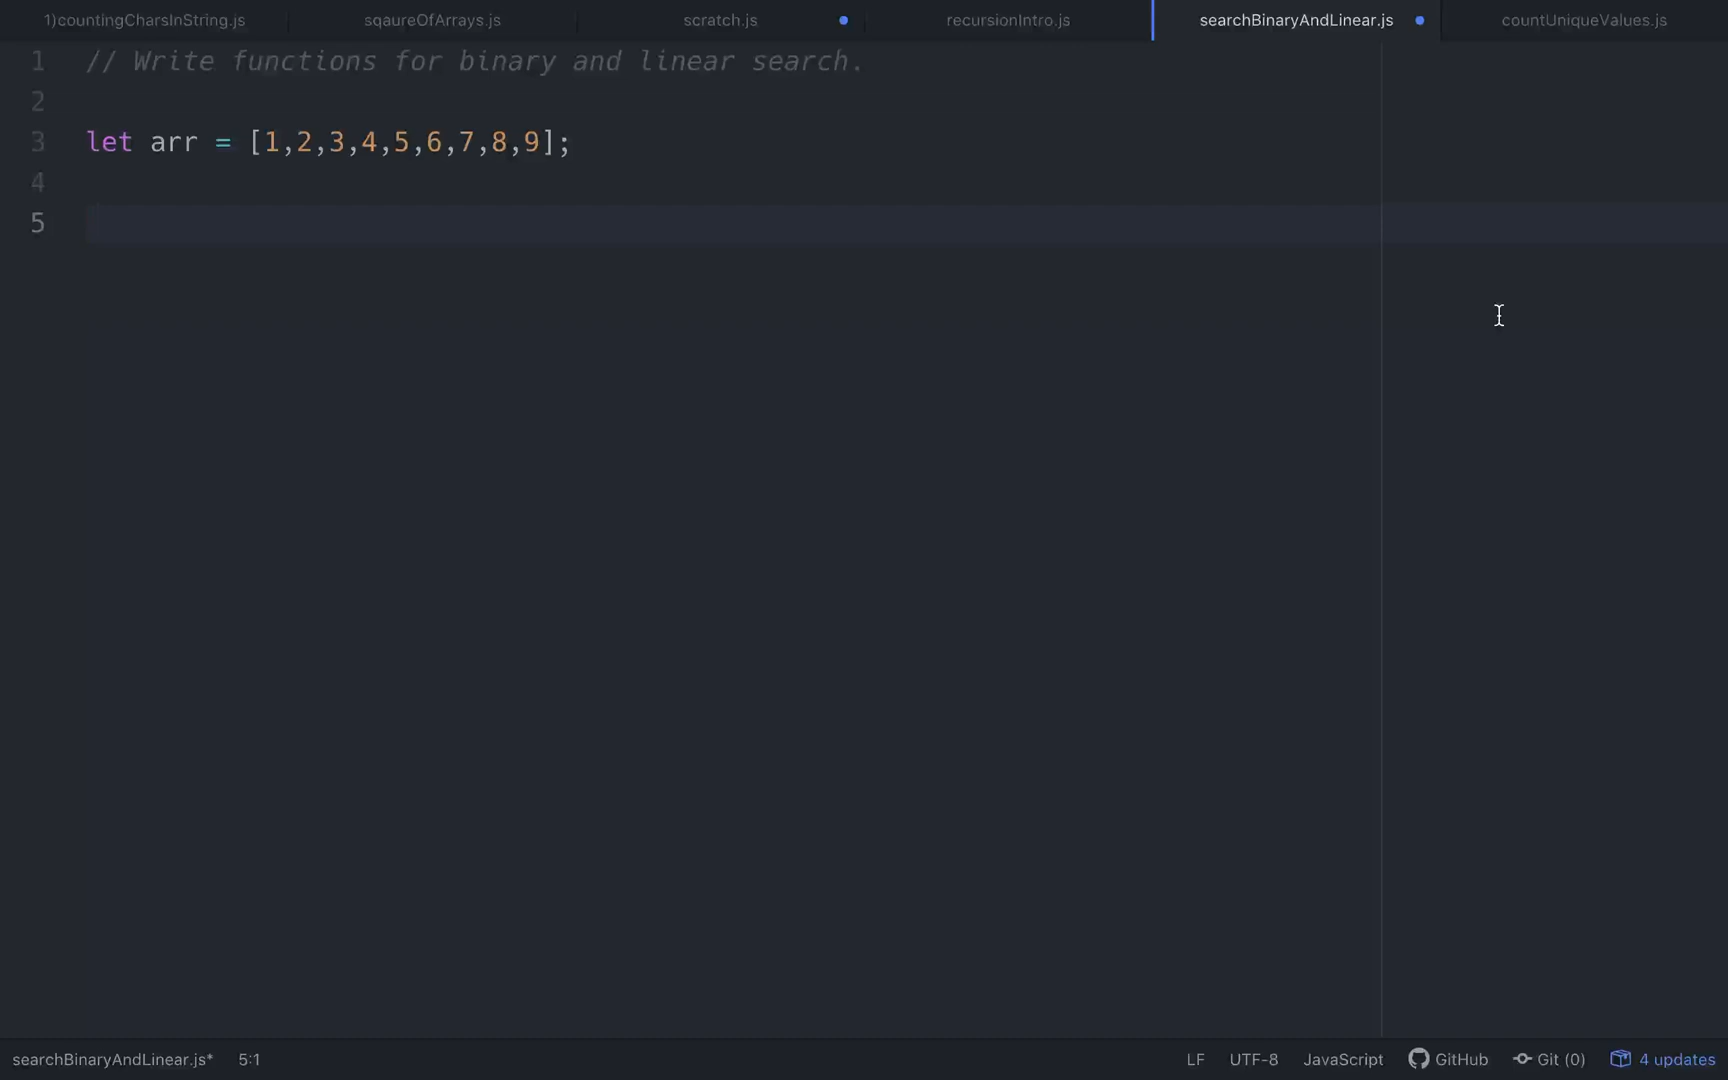 1)countingCharsInString.js sqaureOfArrays.js scratch.js recursionIntro.js searchBinaryAndLinear.js countUniqueValues.js
1 // Write functions for binary and linear search.
2
3 let arr = [1,2,3,4,5,6,7,8,9];
4
5
searchBinaryAndLinear.js* 5:1 LF UTF-8 JavaScript GitHub Git (0) 4 updates